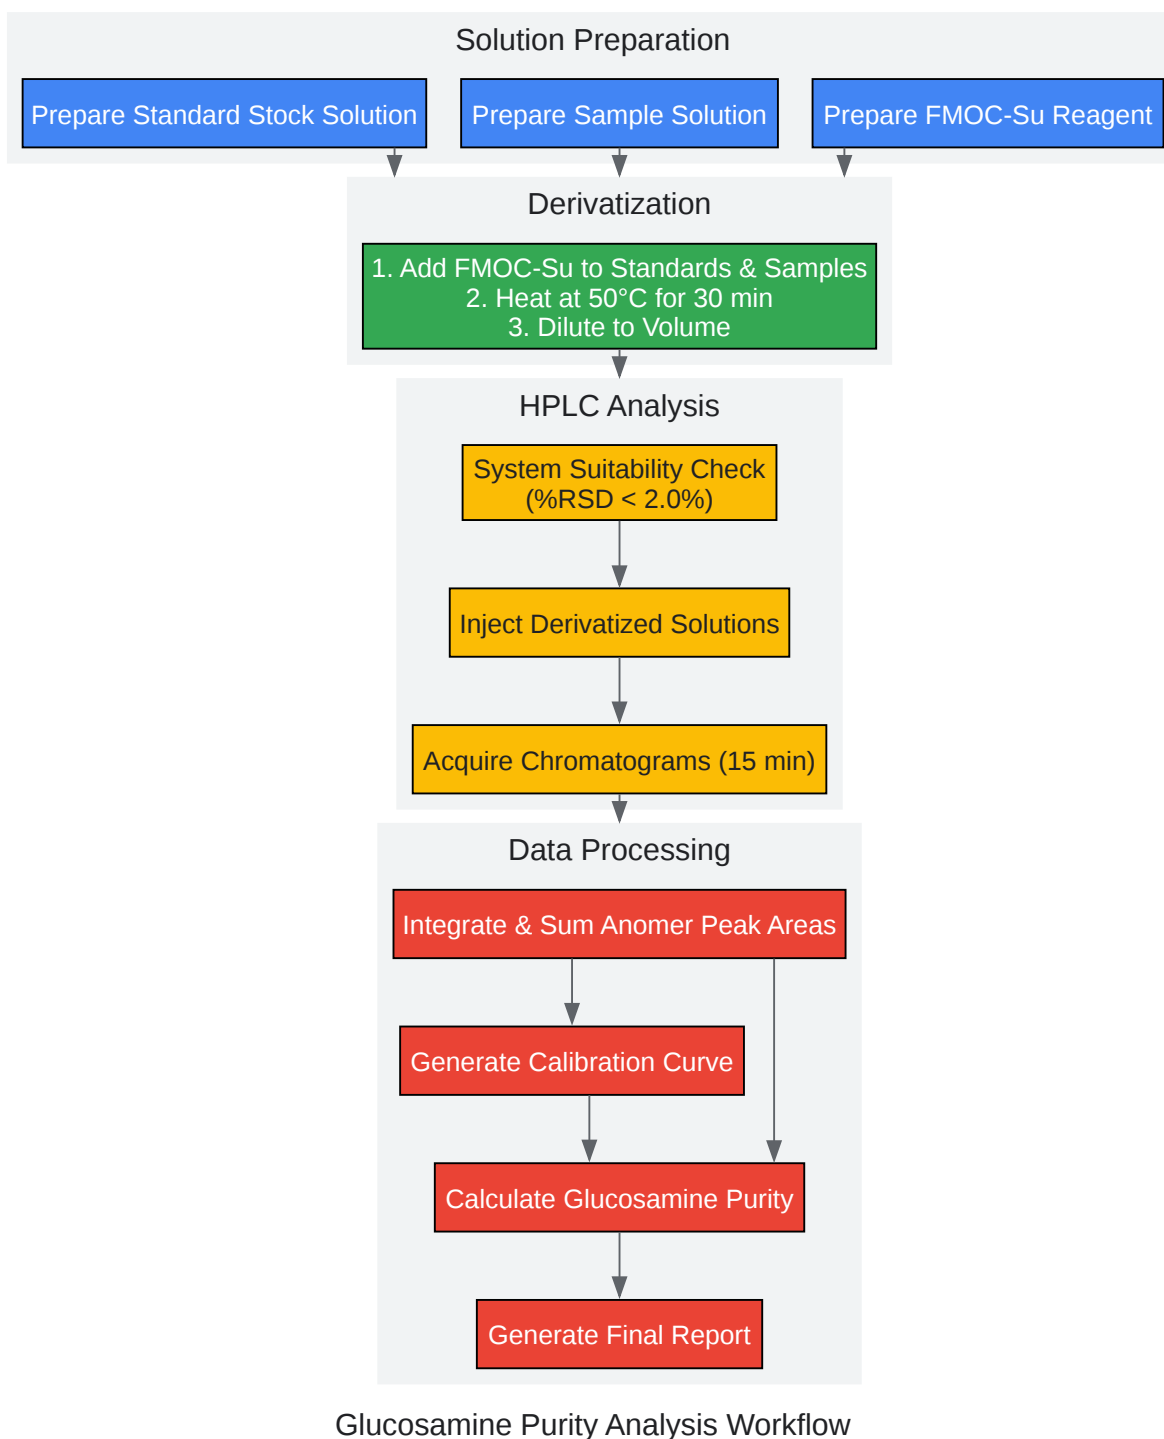 Solution Preparation
Prepare Standard Stock Solution
Prepare Sample Solution
Prepare FMOC-Su Reagent
Derivatization
1. Add FMOC-Su to Standards & Samples
2. Heat at 50°C for 30 min
3. Dilute to Volume
HPLC Analysis
System Suitability Check
(%RSD < 2.0%)
Inject Derivatized Solutions
Acquire Chromatograms (15 min)
Data Processing
Integrate & Sum Anomer Peak Areas
Generate Calibration Curve
Calculate Glucosamine Purity
Generate Final Report
Glucosamine Purity Analysis Workflow